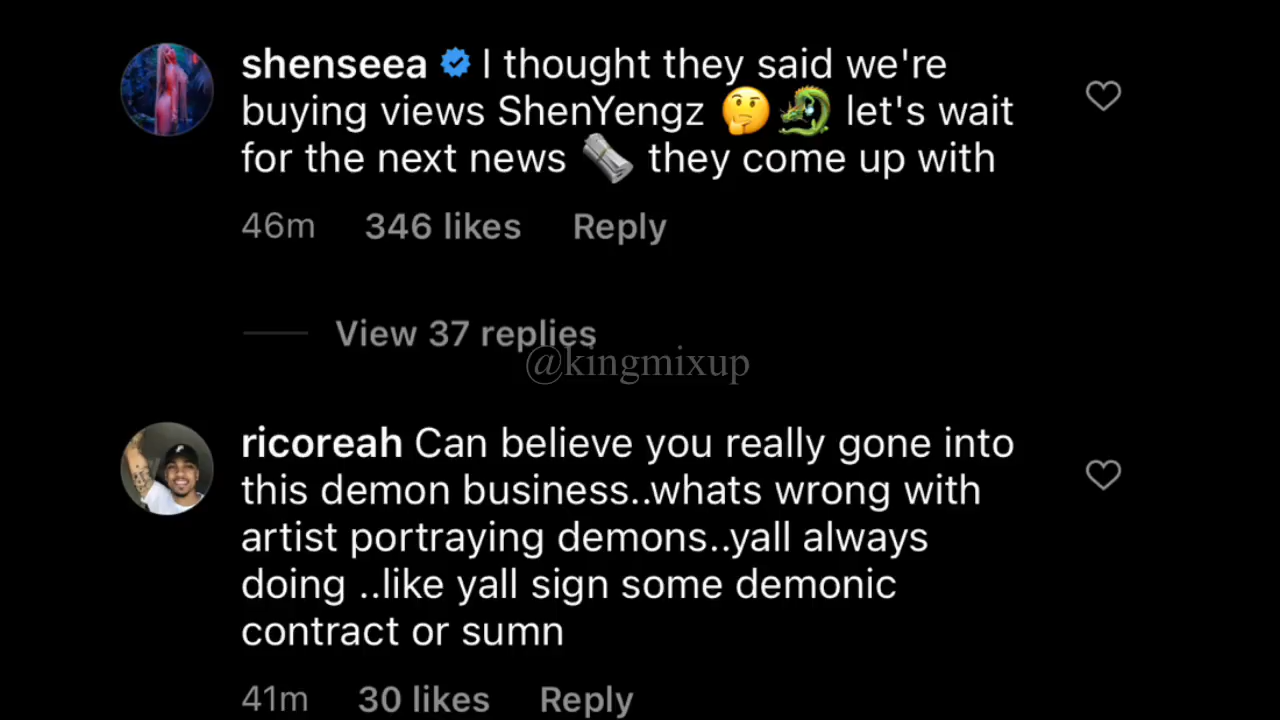 shenseea I thought they said we're
buying views ShenYengz 🤔🐉 let's wait
for the next news 🗞️ they come up with
46m 346 likes Reply
View 37 replies
@kingmixup
ricoreah Can believe you really gone into
this demon business..whats wrong with
artist portraying demons..yall always
doing ..like yall sign some demonic
contract or sumn
41m 30 likes Reply